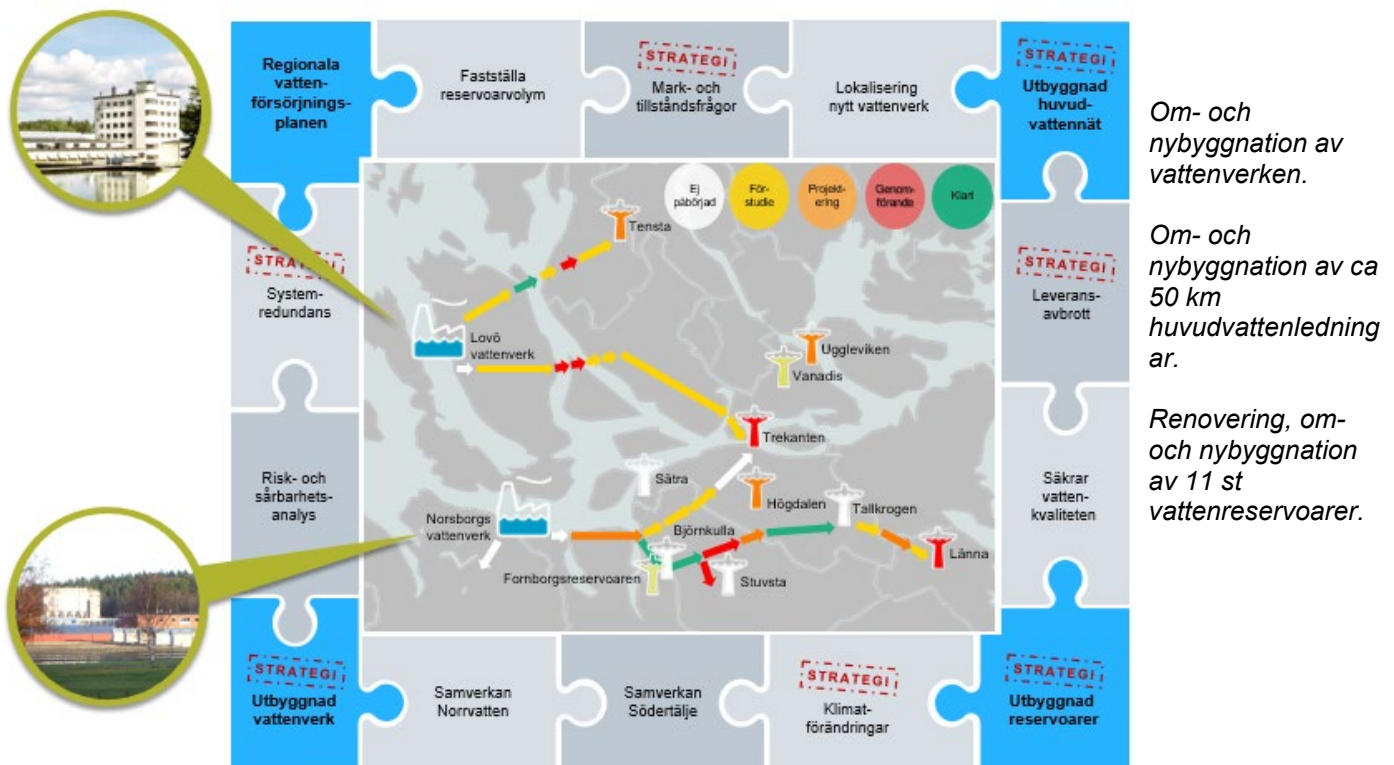 Regionala
vatten-
försörjnings-
planen
Fastställa
reservoarvolym
STRATEGI
Mark- och
tillståndsfrågor
Lokalisering
nytt vattenverk
STRATEGI
Utbyggnad
huvud-
vattennät
STRATEGI
System-
redundans
Risk- och
sårbarhets-
analys
STRATEGI
Utbyggnad
vattenverk
Samverkan
Norrvatten
Samverkan
Södertälje
STRATEGI
Klimat-
förändringar
STRATEGI
Utbyggnad
reservoarer
STRATEGI
Leverans-
avbrott
Säkrar
vatten-
kvaliteten
Ej
påbörjad
För-
studie
Projekt-
ering
Genom-
förande
Klart
Tensta
Lovö
vattenverk
Uggleviken
Vanadis
Trekanten
Sätra
Högdalen
Tallkrogen
Norsborgs
vattenverk
Björnkulla
Länna
Fornborgsreservoaren
Stuvsta
Om- och
nybyggnation av
vattenverken.
Om- och
nybyggnation av ca
50 km
huvudvattenledning
ar.
Renovering, om-
och nybyggnation
av 11 st
vattenreservoarer.